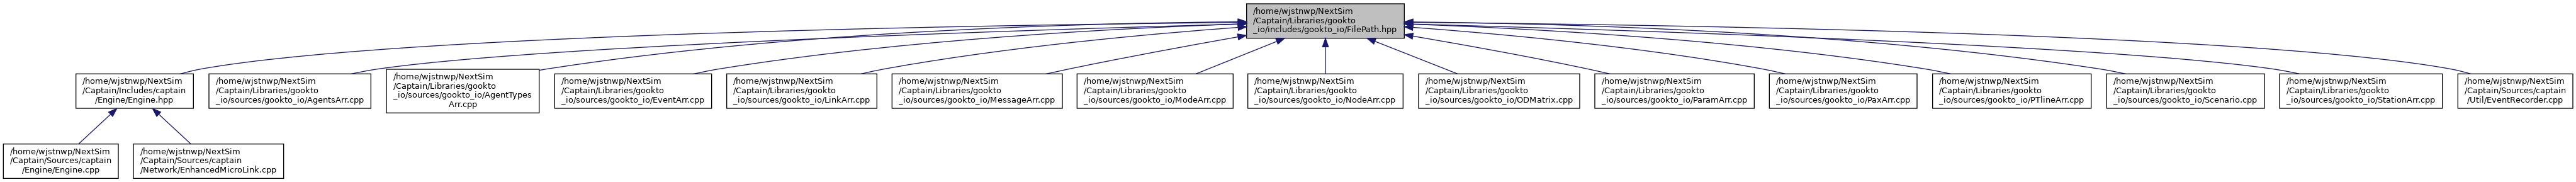 /home/wjstnwp/NextSim
/Captain/Libraries/gookto
_io/includes/gookto_io/FilePath.hpp
/home/wjstnwp/NextSim
/Captain/Includes/captain
/Engine/Engine.hpp
/home/wjstnwp/NextSim
/Captain/Libraries/gookto
_io/sources/gookto_io/AgentsArr.cpp
/home/wjstnwp/NextSim
/Captain/Libraries/gookto
_io/sources/gookto_io/AgentTypes
Arr.cpp
/home/wjstnwp/NextSim
/Captain/Libraries/gookto
_io/sources/gookto_io/EventArr.cpp
/home/wjstnwp/NextSim
/Captain/Libraries/gookto
_io/sources/gookto_io/LinkArr.cpp
/home/wjstnwp/NextSim
/Captain/Libraries/gookto
_io/sources/gookto_io/MessageArr.cpp
/home/wjstnwp/NextSim
/Captain/Libraries/gookto
_io/sources/gookto_io/ModeArr.cpp
/home/wjstnwp/NextSim
/Captain/Libraries/gookto
_io/sources/gookto_io/NodeArr.cpp
/home/wjstnwp/NextSim
/Captain/Libraries/gookto
_io/sources/gookto_io/ODMatrix.cpp
/home/wjstnwp/NextSim
/Captain/Libraries/gookto
_io/sources/gookto_io/ParamArr.cpp
/home/wjstnwp/NextSim
/Captain/Libraries/gookto
_io/sources/gookto_io/PaxArr.cpp
/home/wjstnwp/NextSim
/Captain/Libraries/gookto
_io/sources/gookto_io/PTlineArr.cpp
/home/wjstnwp/NextSim
/Captain/Libraries/gookto
_io/sources/gookto_io/Scenario.cpp
/home/wjstnwp/NextSim
/Captain/Libraries/gookto
_io/sources/gookto_io/StationArr.cpp
/home/wjstnwp/NextSim
/Captain/Sources/captain
/Util/EventRecorder.cpp
/home/wjstnwp/NextSim
/Captain/Sources/captain
/Engine/Engine.cpp
/home/wjstnwp/NextSim
/Captain/Sources/captain
/Network/EnhancedMicroLink.cpp